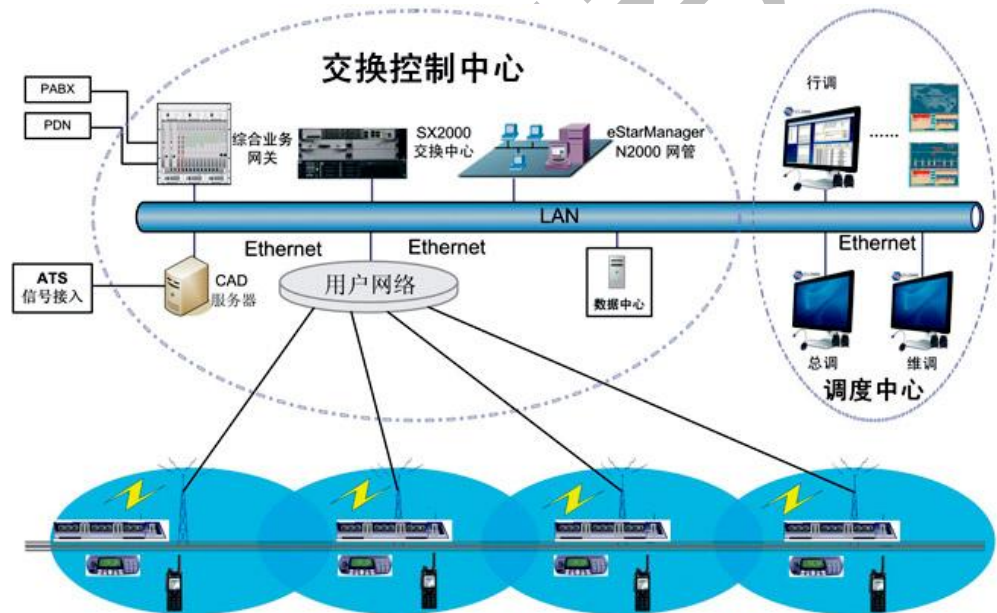 交换控制中心
PABX
PDN
综合业务
网关
SX2000
交换中心
eStarManager
N2000 网管
行调
......
LAN
Ethernet
Ethernet
Ethernet
ATS
信号接入
CAD
服务器
用户网络
数据中心
总调
维调
调度中心